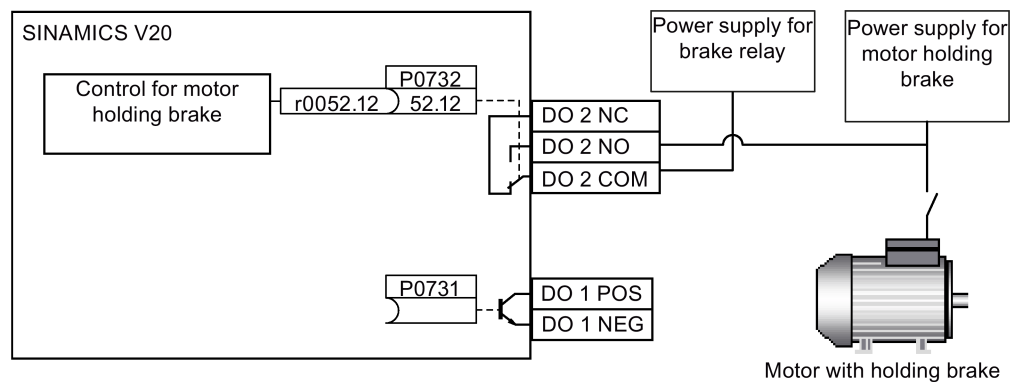 SINAMICS V20
Control for motor
holding brake
r0052.12
P0732
52.12
DO 2 NC
DO 2 NO
DO 2 COM
Power supply for
brake relay
Power supply for
motor holding
brake
P0731
DO 1 POS
DO 1 NEG
Motor with holding brake